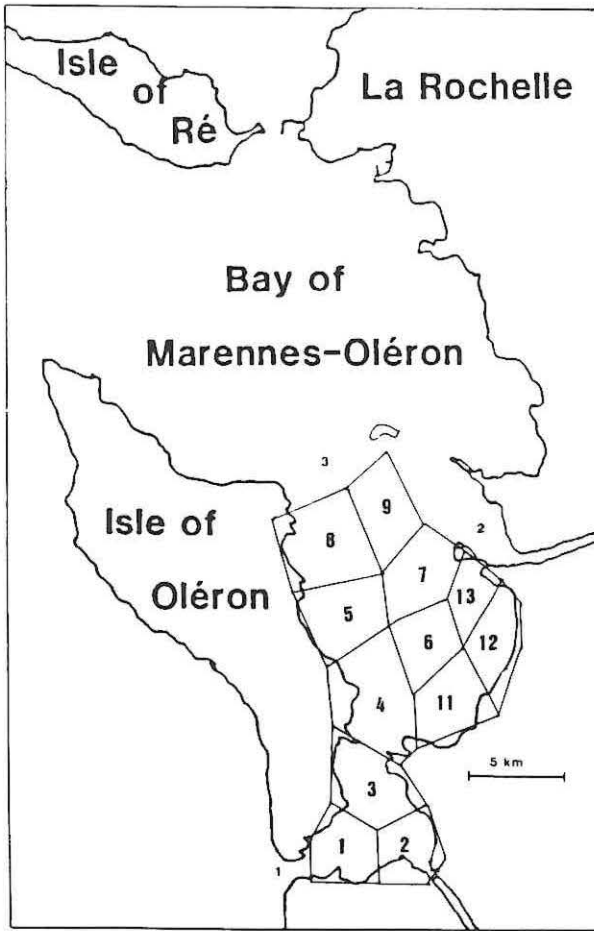 Isle
of
Ré
La Rochelle
Bay of
Marennes-Oléron
3
9
2
Isle of
Oléron
8
7
13
5
6
12
4
11
5 km
3
1
2
1